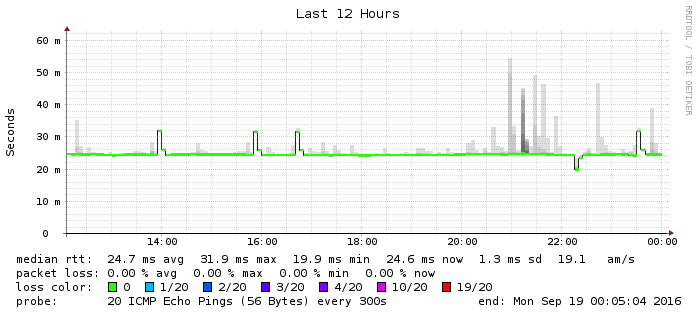 Last 12 Hours
RRDTOOL / TOBI OETIKER
Seconds
60 m
50 m
40 m
30 m
20 m
10 m
0
14:00 16:00 18:00 20:00 22:00 00:00
median rtt: 24.7 ms avg 31.9 ms max 19.9 ms min 24.6 ms now 1.3 ms sd 19.1 am/s
packet loss: 0.00 % avg 0.00 % max 0.00 % min 0.00 % now
loss color: 0 1/20 2/20 3/20 4/20 10/20 19/20
probe: 20 ICMP Echo Pings (56 Bytes) every 300s end: Mon Sep 19 00:05:04 2016